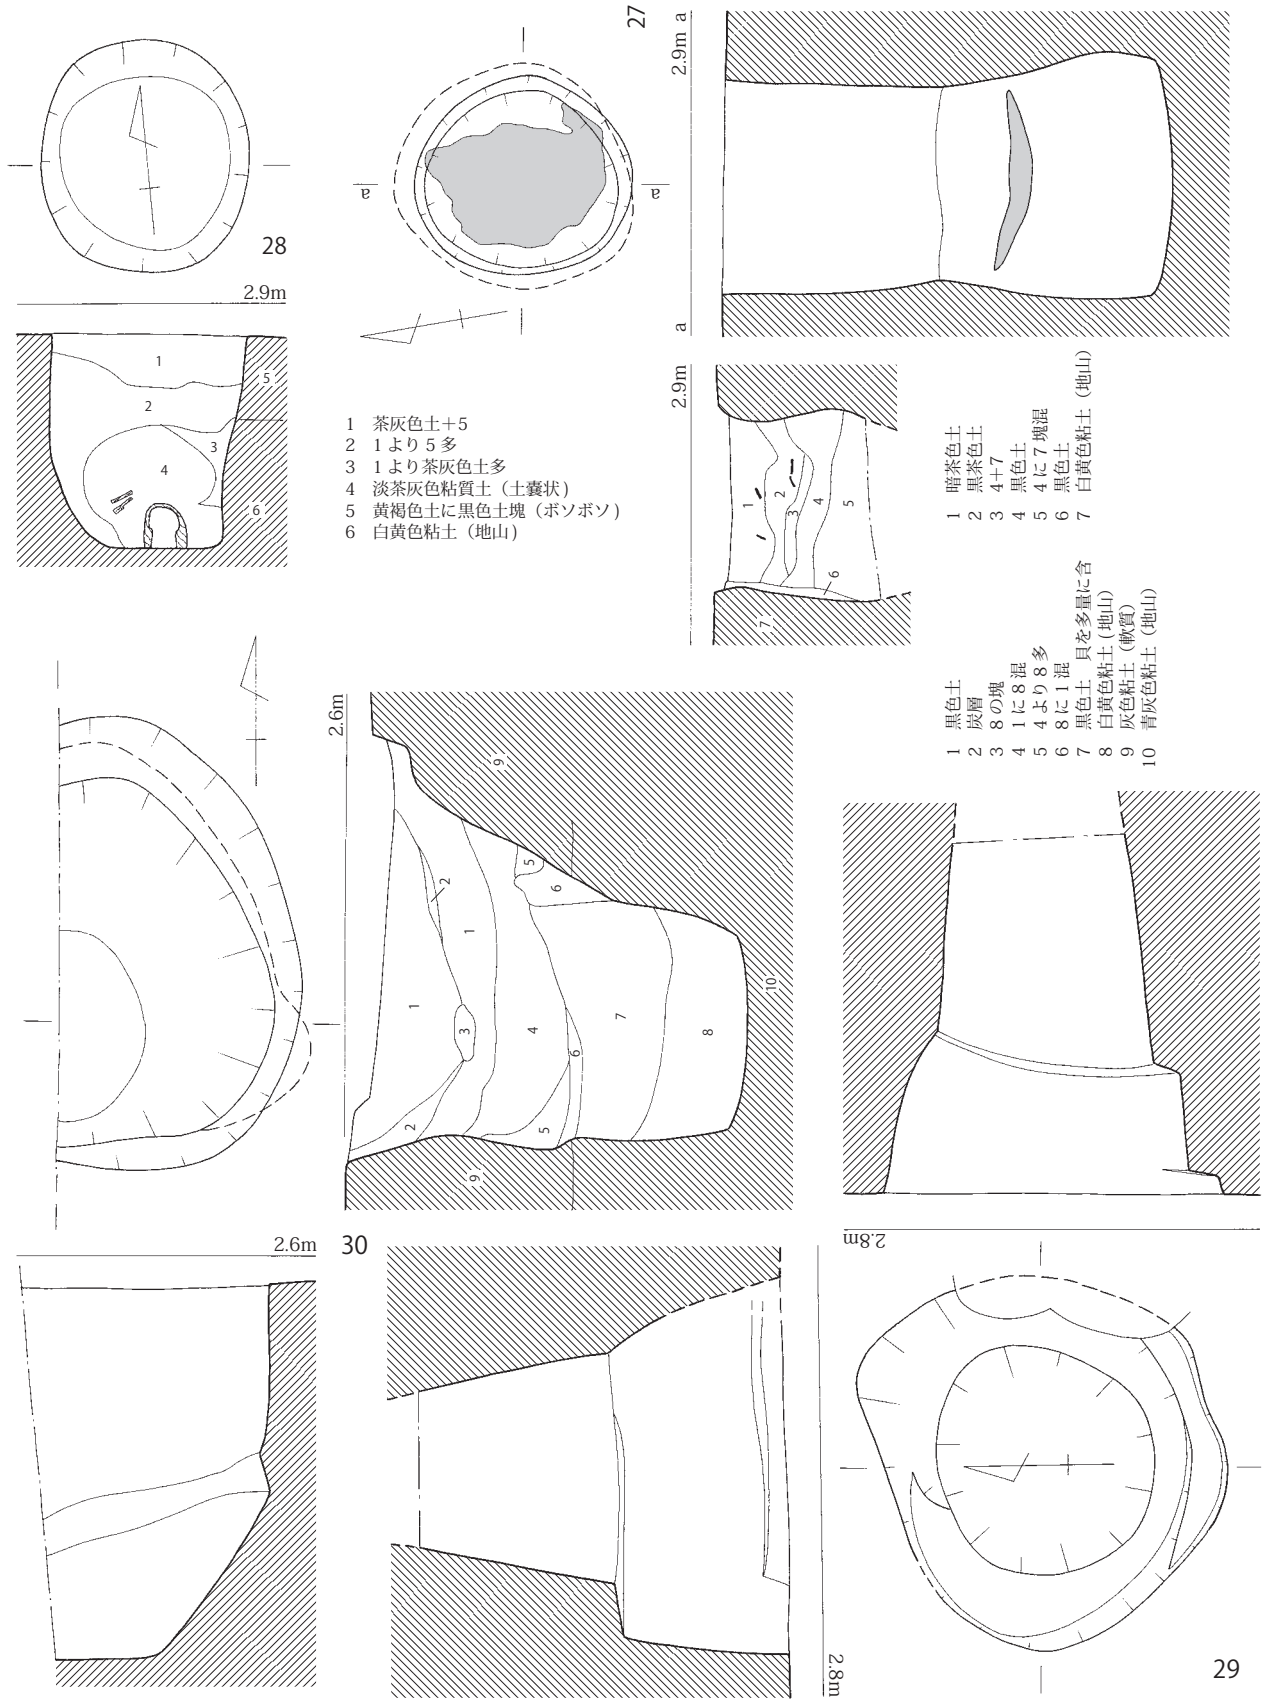 27
2.9m
a
a
a
a
28
2.9m
1
2
3
4
5
6
1 茶灰色土+5
2 1より5多
3 1より茶灰色土多
4 淡茶灰色粘質土（土嚢状)
5 黄褐色土に黒色土塊（ボソボソ)
6 白黄色粘土（地山)
2.9m
1
2
3
4
5
6
7
1 暗茶色土
2 黒茶色土
3 4+7
4 黒色土
5 4に7塊混
6 黒色土
7 白黄色粘土（地山)
2.6m
9
5
6
2
1
1
3
4
6
7
8
10
2
5
9
1 黒色土
2 炭層
3 8の塊
4 1に8混
5 4より8多
6 8に1混
7 黒色土 貝を多量に含
8 白黄色粘土(地山)
9 灰色粘土（軟質)
10 青灰色粘土（地山)
2.6m
30
2.8m
2.8m
29